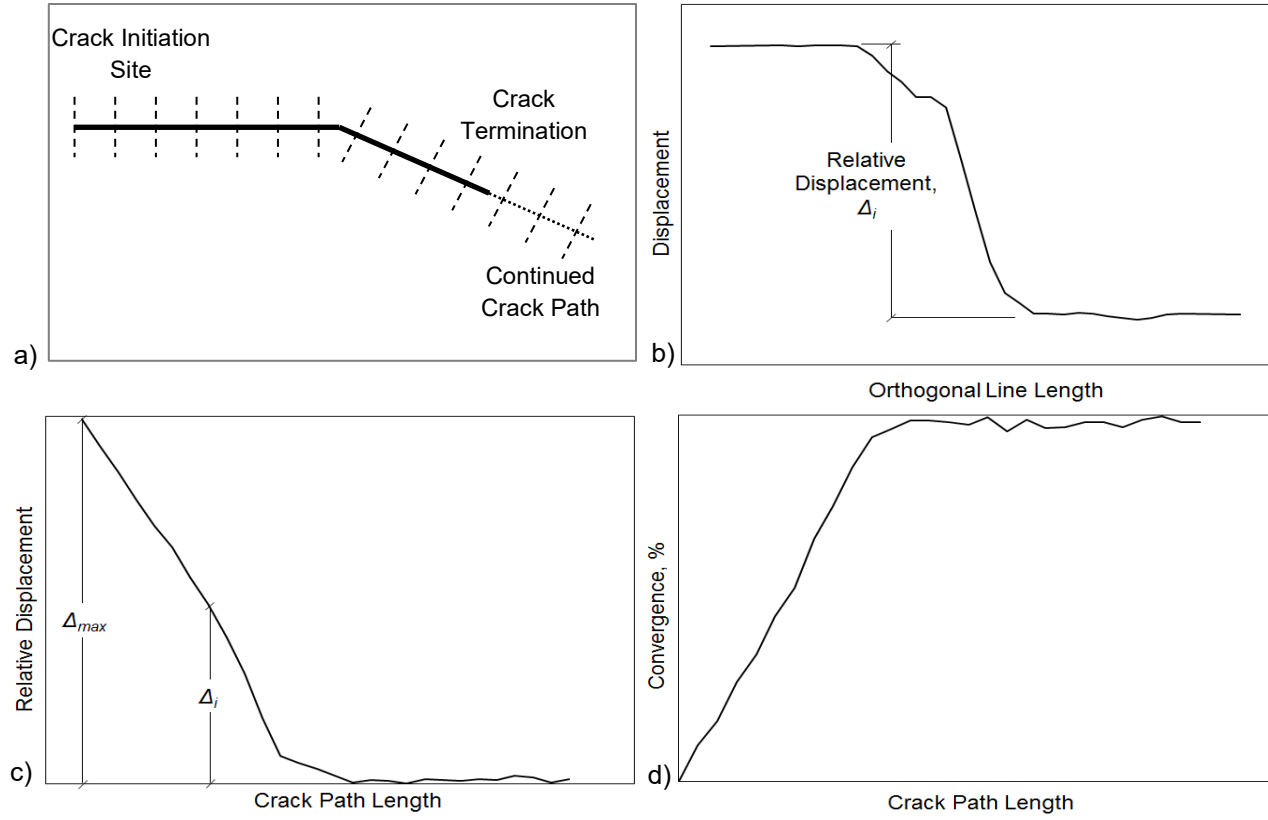 Crack Initiation
Site
Crack
Termination
Continued
Crack Path
a)
Displacement
Relative
Displacement,
Δi
b)
Orthogonal Line Length
Relative Displacement
Δmax
Δi
c)
Crack Path Length
Convergence, %
d)
Crack Path Length